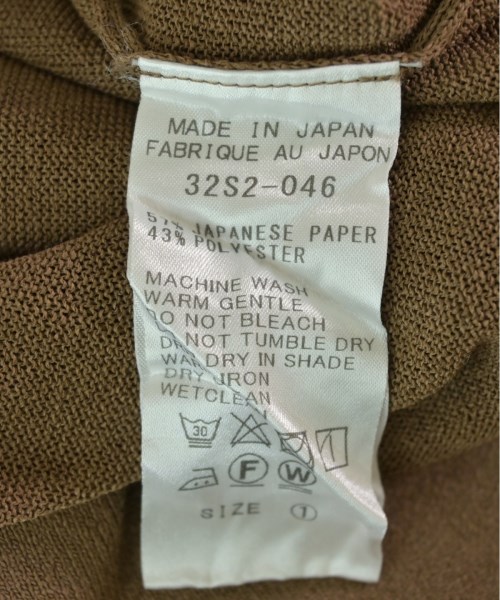 MADE IN JAPAN
FABRIQUE AU JAPON
32S2-046
JAPANESE PAPER
43% POLYESTER
MACHINE WASH
WARM GENTLE
DO NOT BLEACH
DO NOT TUMBLE DRY
DRY IN SHADE
DRY IRON
WETCLEAN
30
F W
SIZE 1